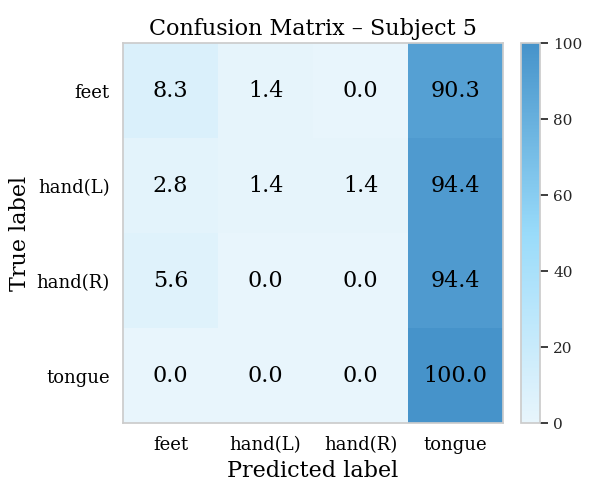 Confusion Matrix – Subject 5
True label
feet 8.3 1.4 0.0 90.3
hand(L) 2.8 1.4 1.4 94.4
hand(R) 5.6 0.0 0.0 94.4
tongue 0.0 0.0 0.0 100.0
feet hand(L) hand(R) tongue
Predicted label
100
80
60
40
20
0